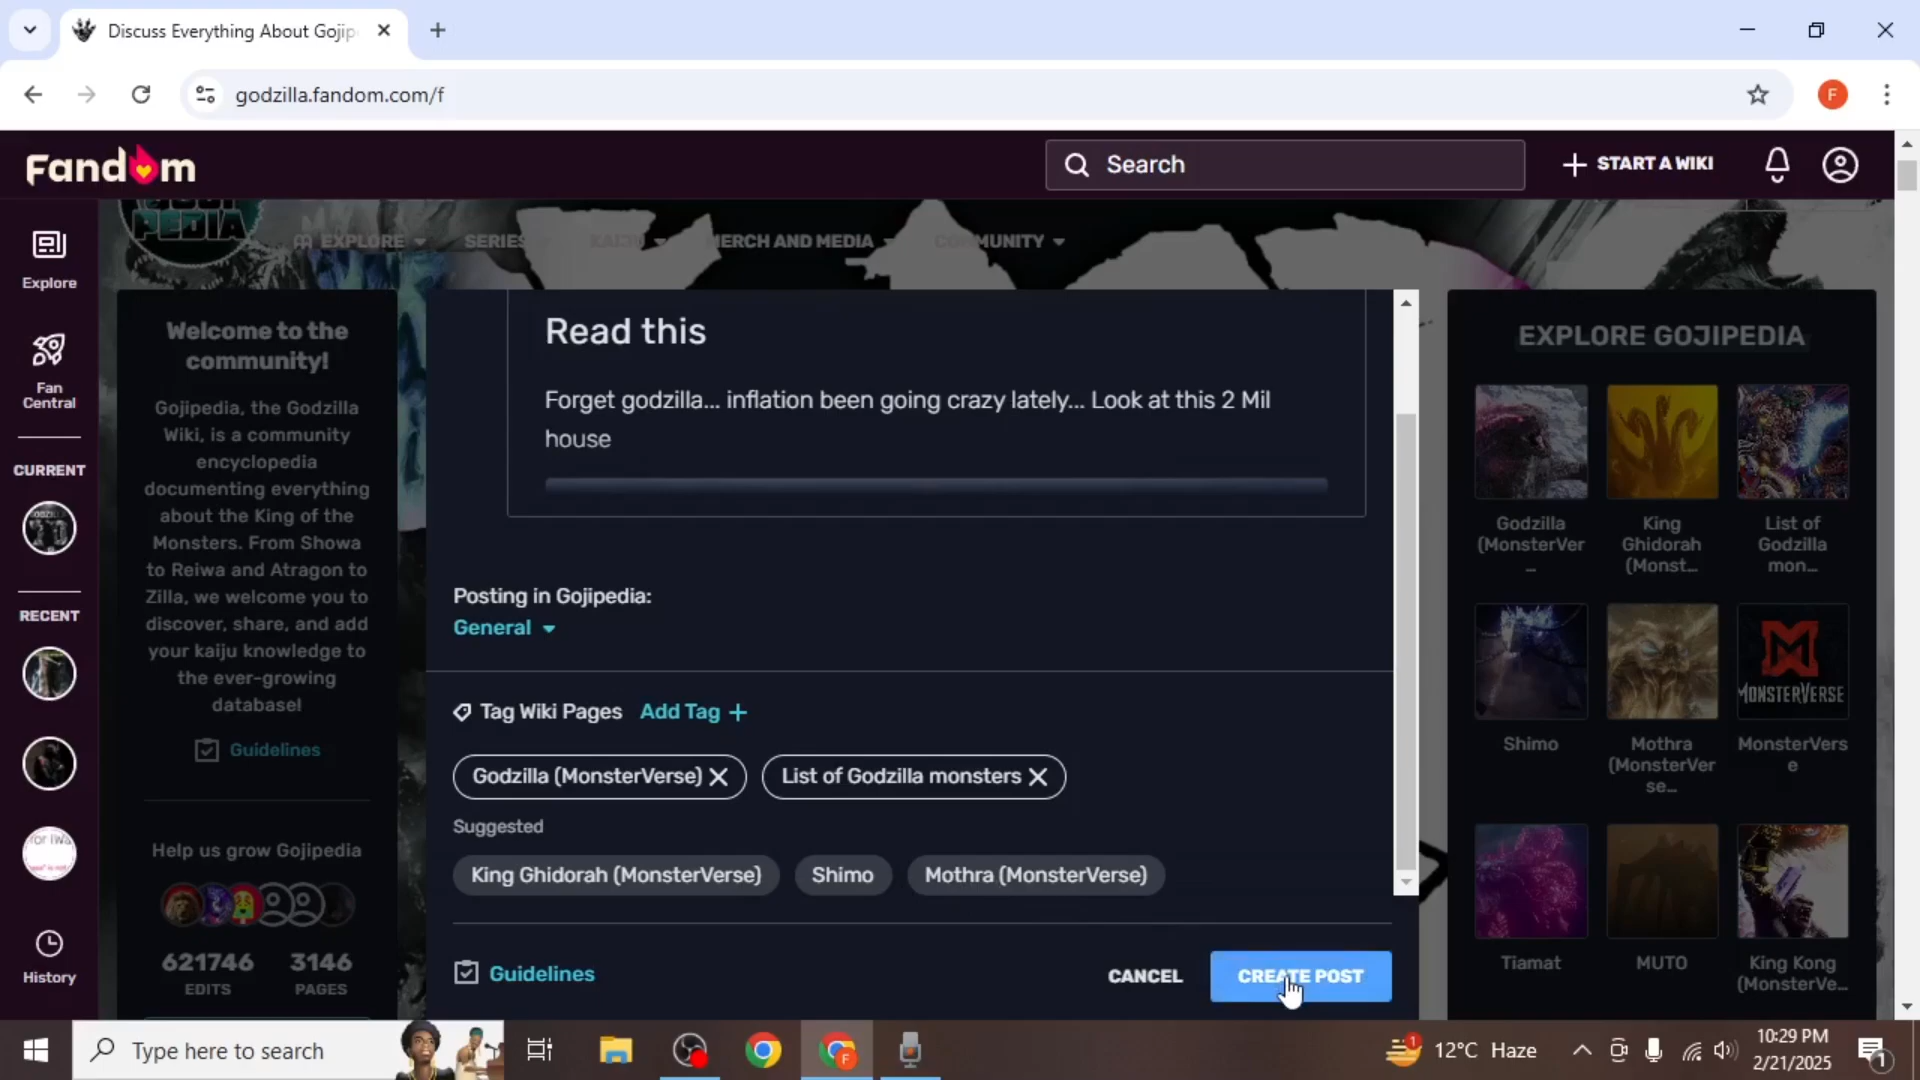 Discuss Everything About Gojip
godzilla.fandom.com/f
F
Fandom
Search
START A WIKI
PEDIA
EXPLORE
SERIES
KAIJU
MERCH AND MEDIA
COMMUNITY
Explore
Fan
Central
CURRENT
RECENT
History
Welcome to the
community!
Gojipedia, the Godzilla
Wiki, is a community
encyclopedia
documenting everything
about the King of the
Monsters. From Showa
to Reiwa and Atragon to
Zilla, we welcome you to
discover, share, and add
your kaiju knowledge to
the ever-growing
database!
Guidelines
Help us grow Gojipedia
621746
EDITS
3146
PAGES
Read this
Forget godzilla... inflation been going crazy lately... Look at this 2 Mil
house
Posting in Gojipedia:
General
Tag Wiki Pages Add Tag +
Godzilla (MonsterVerse) List of Godzilla monsters
Suggested
King Ghidorah (MonsterVerse) Shimo Mothra (MonsterVerse)
Guidelines
CANCEL
CREATE POST
EXPLORE GOJIPEDIA
Godzilla
(MonsterVer
...
King
Ghidorah
(Monst...
List of
Godzilla
mon...
MONSTERVERSE
Shimo
Mothra
(MonsterVer
se...
MonsterVers
e
Tiamat
MUTO
King Kong
(MonsterVe...
Type here to search
F
1
12°C Haze
10:29 PM
2/21/2025
1